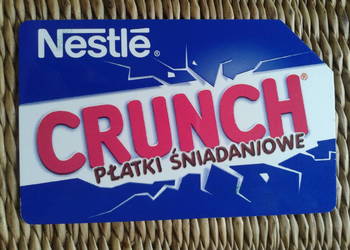 Nestlé®
CRUNCH®
PŁATKI ŚNIADANIOWE